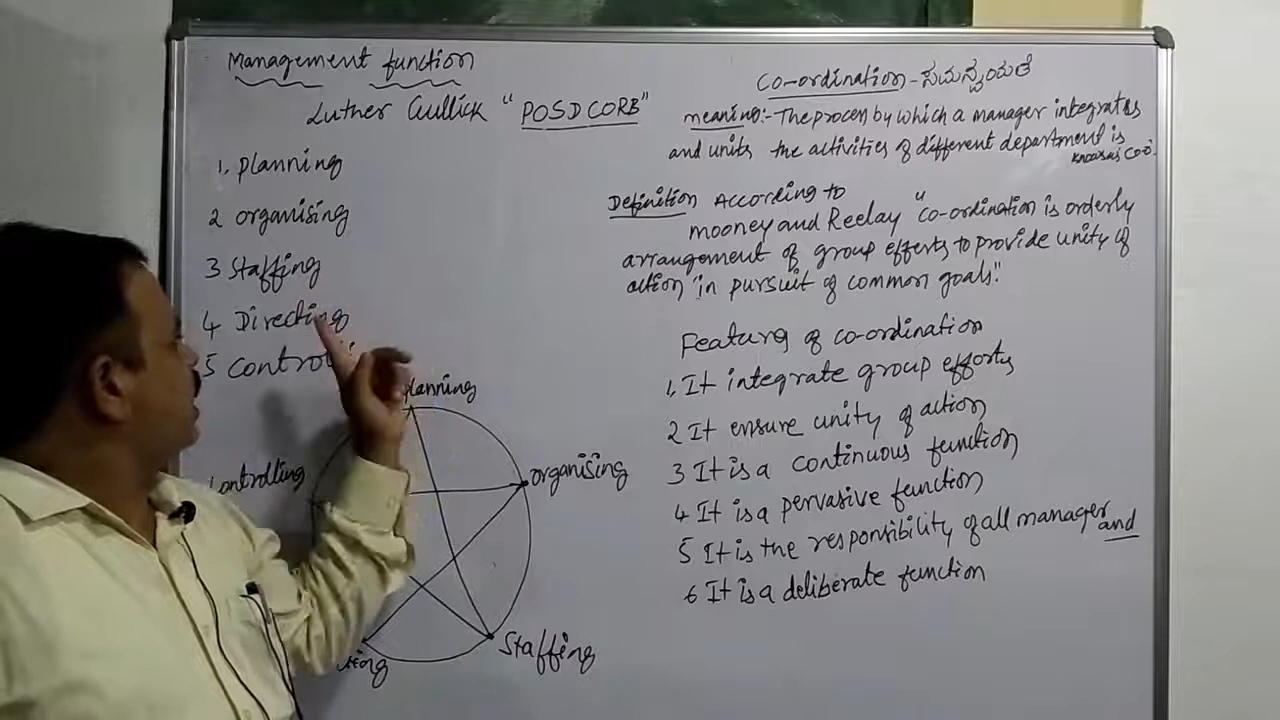 Management function
Luther Gullick "POSDCORB"
1. planning
2 organising
3 Staffing
4 Directing
5 Controlli
planning
organising
Controlling
Staffing
ting
Co-ordination - ಸಮನ್ವಯತೆ
meaning:- The process by which a manager integrates
and units the activities of different department is
known as Coo.
Definition According to
mooney and Reelay "co-ordination is orderly
arrangement of group efforts to provide unity of
action in pursuit of common goals."
Feature of co-ordination
1, It integrate group efforts
2 It ensure unity of action
3 It is a continuous function
4 It is a pervasive function
5 It is the responsibility of all manager and
6 It is a deliberate function